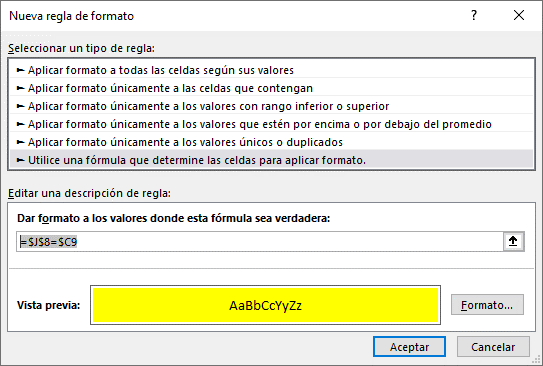 Nueva regla de formato
Seleccionar un tipo de regla:
► Aplicar formato a todas las celdas según sus valores
► Aplicar formato únicamente a las celdas que contengan
► Aplicar formato únicamente a los valores con rango inferior o superior
► Aplicar formato únicamente a los valores que estén por encima o por debajo del promedio
► Aplicar formato únicamente a los valores únicos o duplicados
► Utilice una fórmula que determine las celdas para aplicar formato.
Editar una descripción de regla:
Dar formato a los valores donde esta fórmula sea verdadera:
=$J$8=$C9
Vista previa: AaBbCcYyZz Formato...
Aceptar Cancelar